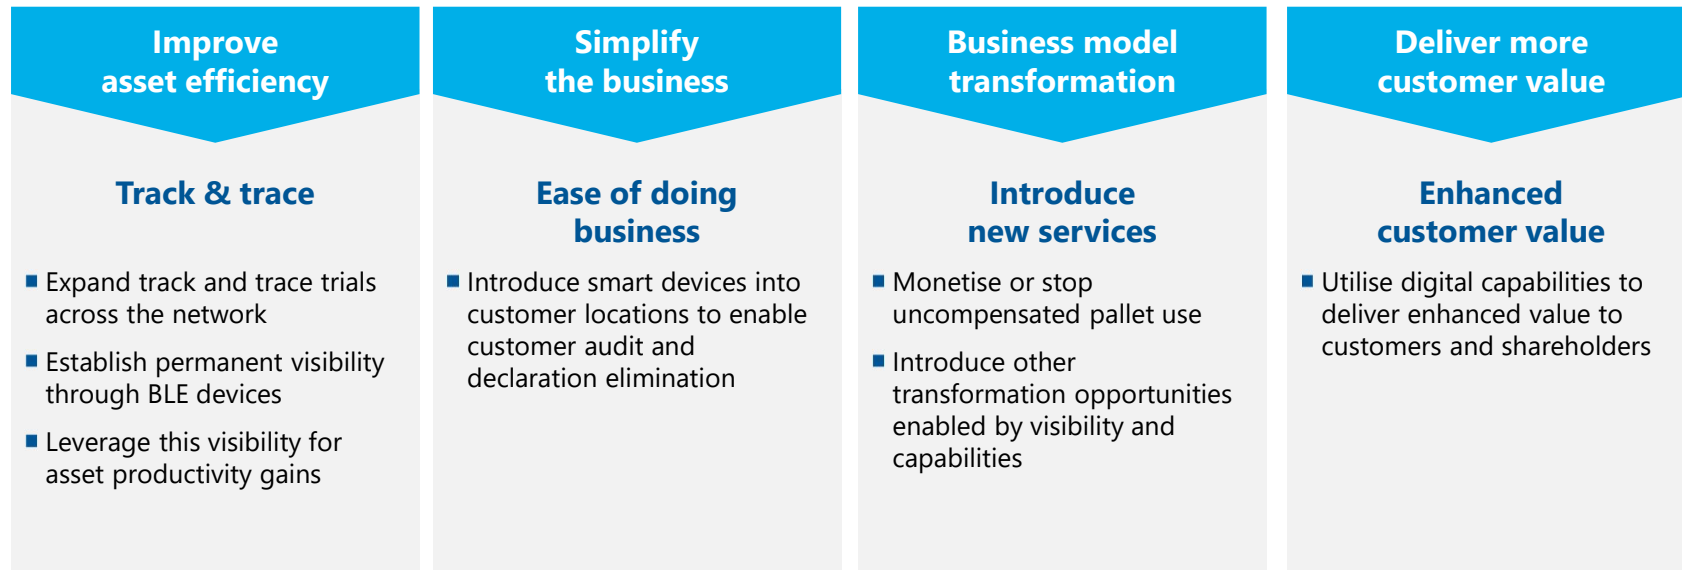 Improve
asset efficiency
Track & trace
■ Expand track and trace trials
across the network
■ Establish permanent visibility
through BLE devices
■ Leverage this visibility for
asset productivity gains
Simplify
the business
Ease of doing
business
■ Introduce smart devices into
customer locations to enable
customer audit and
declaration elimination
Business model
transformation
Introduce
new services
■ Monetise or stop
uncompensated pallet use
■ Introduce other
transformation opportunities
enabled by visibility and
capabilities
Deliver more
customer value
Enhanced
customer value
■ Utilise digital capabilities to
deliver enhanced value to
customers and shareholders